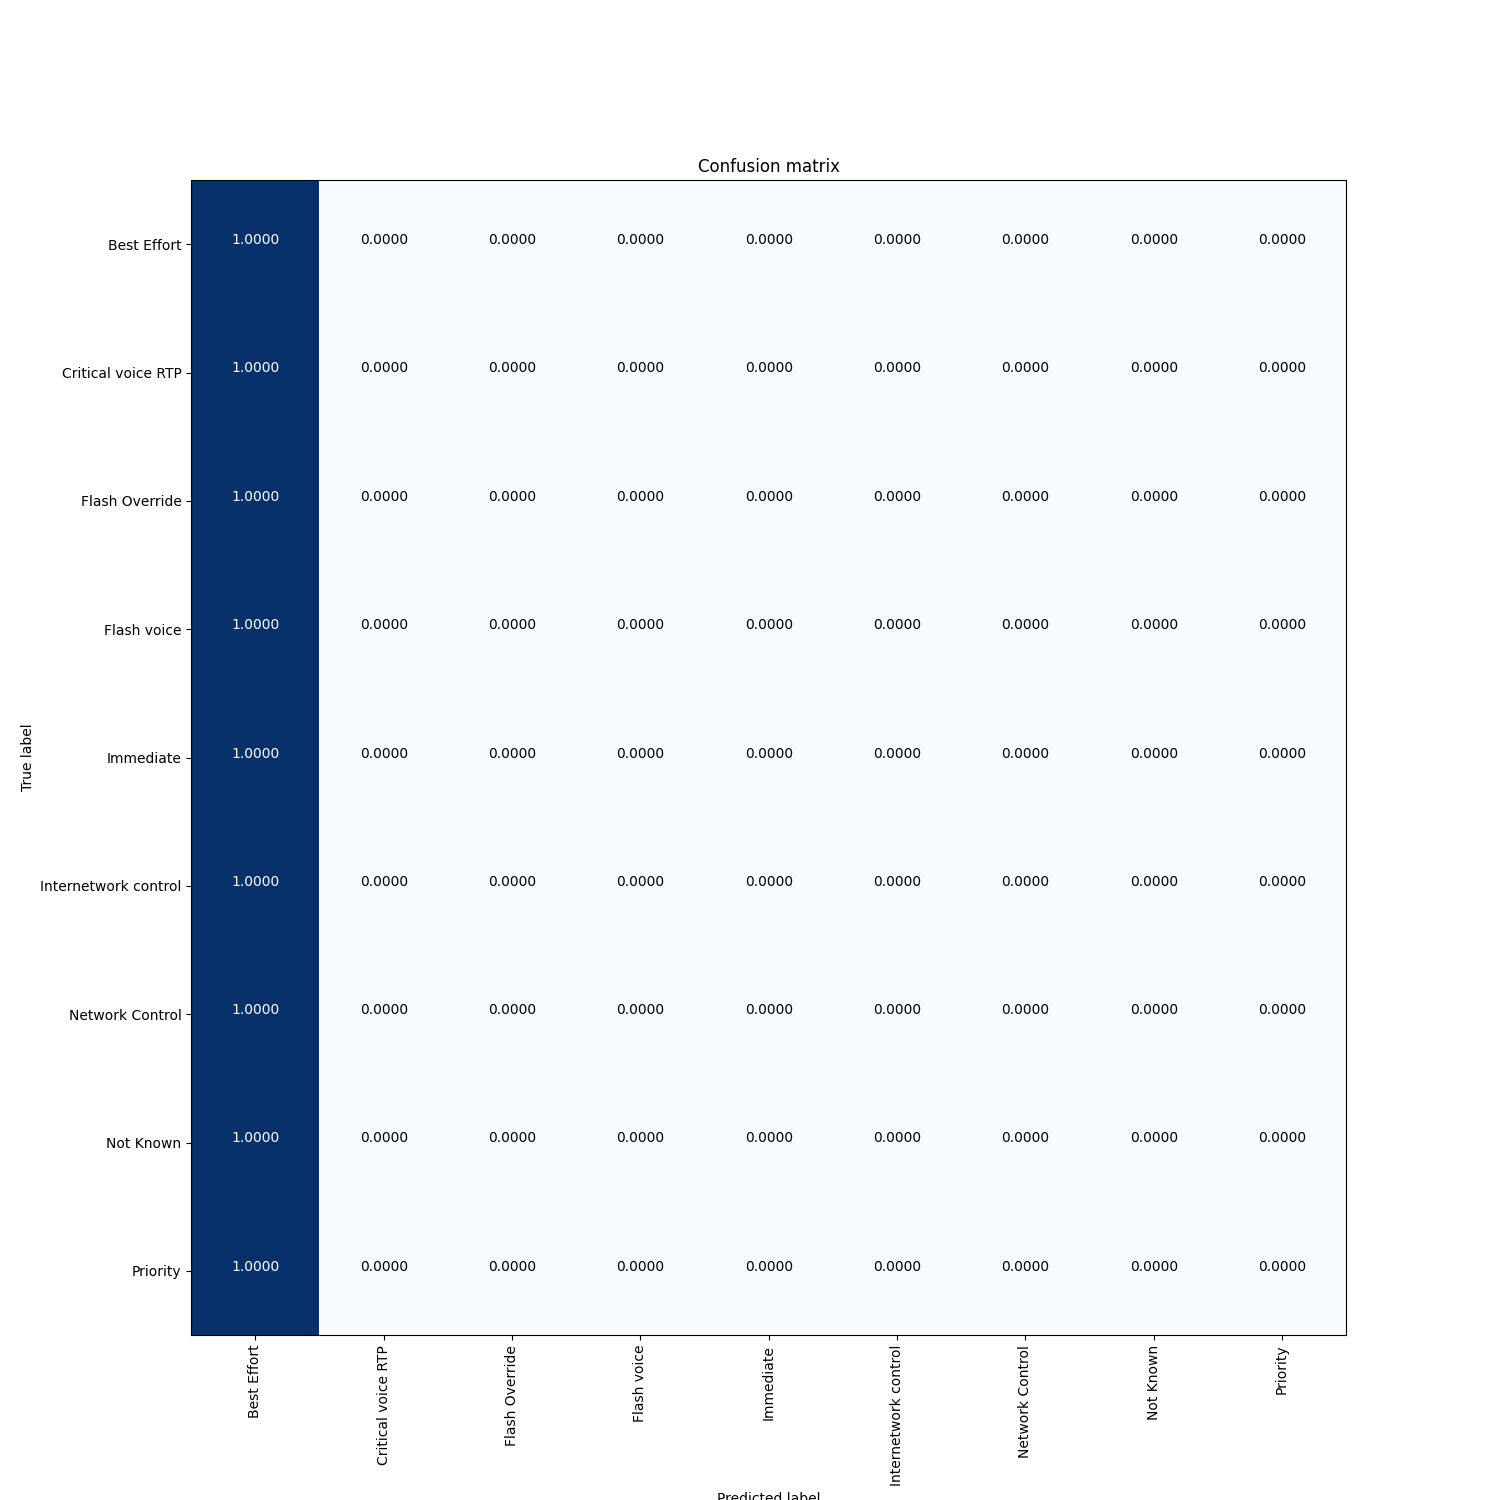 Confusion matrix
Best Effort 1.0000 0.0000 0.0000 0.0000 0.0000 0.0000 0.0000 0.0000 0.0000
Critical voice RTP 1.0000 0.0000 0.0000 0.0000 0.0000 0.0000 0.0000 0.0000 0.0000
Flash Override 1.0000 0.0000 0.0000 0.0000 0.0000 0.0000 0.0000 0.0000 0.0000
Flash voice 1.0000 0.0000 0.0000 0.0000 0.0000 0.0000 0.0000 0.0000 0.0000
True label
Immediate 1.0000 0.0000 0.0000 0.0000 0.0000 0.0000 0.0000 0.0000 0.0000
Internetwork control 1.0000 0.0000 0.0000 0.0000 0.0000 0.0000 0.0000 0.0000 0.0000
Network Control 1.0000 0.0000 0.0000 0.0000 0.0000 0.0000 0.0000 0.0000 0.0000
Not Known 1.0000 0.0000 0.0000 0.0000 0.0000 0.0000 0.0000 0.0000 0.0000
Priority 1.0000 0.0000 0.0000 0.0000 0.0000 0.0000 0.0000 0.0000 0.0000
Best Effort
Critical voice RTP
Flash Override
Flash voice
Immediate
Internetwork control
Network Control
Not Known
Priority
Predicted label